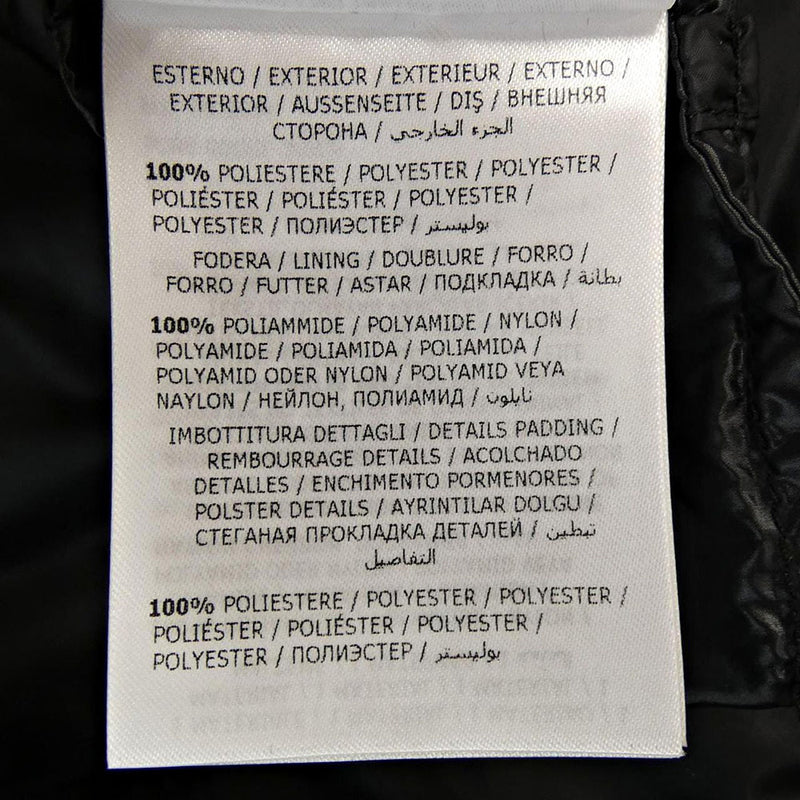 ESTERNO / EXTERIOR / EXTERIEUR / EXTERNO /
EXTERIOR / AUSSENSEITE / DIŞ / ВНЕШНЯЯ
СТОРОНА / الجزء الخارجي
100% POLIESTERE / POLYESTER / POLYESTER /
POLIÉSTER / POLIÉSTER / POLYESTER /
POLYESTER / ПОЛИЭСТЕР / بوليستر
FODERA / LINING / DOUBLURE / FORRO /
FORRO / FUTTER / ASTAR / ПОДКЛАДКА / بطانة
100% POLIAMMIDE / POLYAMIDE / NYLON /
POLYAMIDE / POLIAMIDA / POLIAMIDA /
POLYAMID ODER NYLON / POLYAMID VEYA
NAYLON / НЕЙЛОН, ПОЛИАМИД / نايلون
IMBOTTITURA DETTAGLI / DETAILS PADDING /
REMBOURRAGE DETAILS / ACOLCHADO
DETALLES / ENCHIMENTO PORMENORES /
POLSTER DETAILS / AYRINTILAR DOLGU /
СТЕГАНАЯ ПРОКЛАДКА ДЕТАЛЕЙ / تبطين
التفاصيل
100% POLIESTERE / POLYESTER / POLYESTER /
POLIÉSTER / POLIÉSTER / POLYESTER /
POLYESTER / ПОЛИЭСТЕР / بوليستر